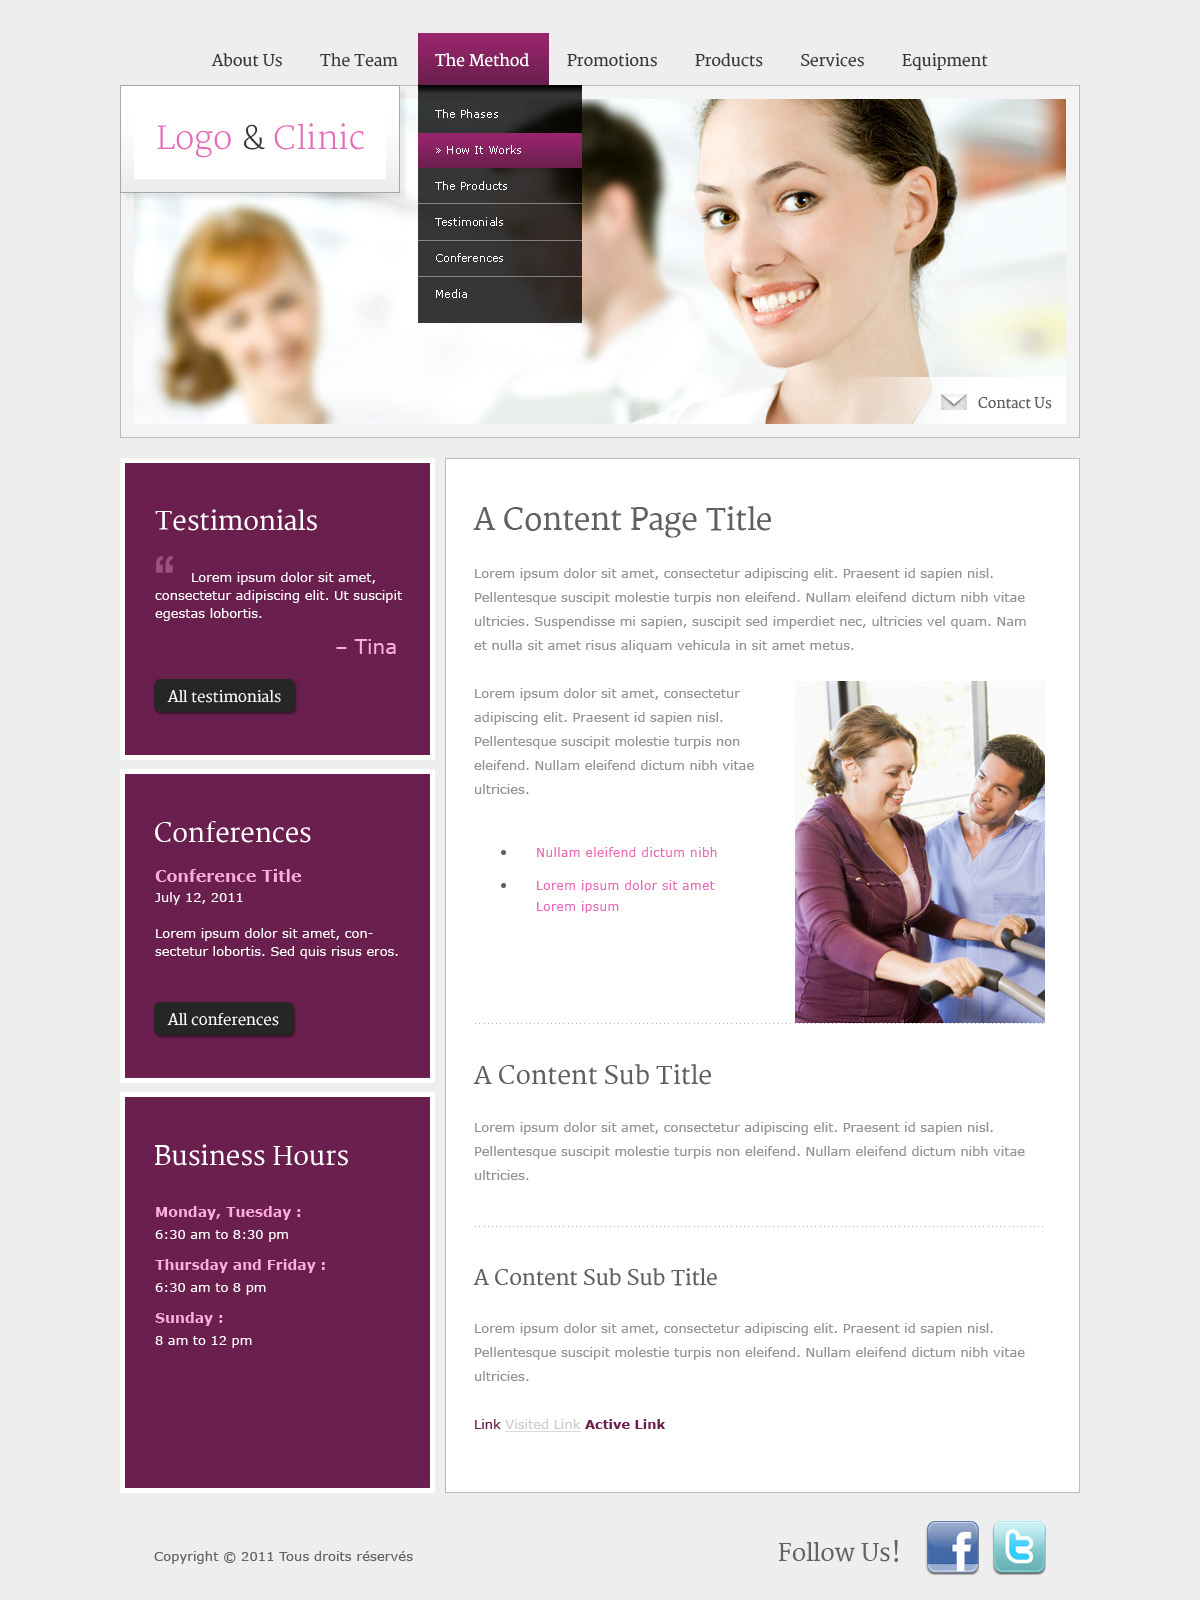 About Us
The Team
The Method
Promotions
Products
Services
Equipment
Logo & Clinic
The Phases
» How It Works
The Products
Testimonials
Conferences
Media
Contact Us
Testimonials
“ Lorem ipsum dolor sit amet,
consectetur adipiscing elit. Ut suscipit
egestas lobortis.
– Tina
All testimonials
Conferences
Conference Title
July 12, 2011
Lorem ipsum dolor sit amet, con-
sectetur lobortis. Sed quis risus eros.
All conferences
Business Hours
Monday, Tuesday :
6:30 am to 8:30 pm
Thursday and Friday :
6:30 am to 8 pm
Sunday :
8 am to 12 pm
A Content Page Title
Lorem ipsum dolor sit amet, consectetur adipiscing elit. Praesent id sapien nisl.
Pellentesque suscipit molestie turpis non eleifend. Nullam eleifend dictum nibh vitae
ultricies. Suspendisse mi sapien, suscipit sed imperdiet nec, ultricies vel quam. Nam
et nulla sit amet risus aliquam vehicula in sit amet metus.
Lorem ipsum dolor sit amet, consectetur
adipiscing elit. Praesent id sapien nisl.
Pellentesque suscipit molestie turpis non
eleifend. Nullam eleifend dictum nibh vitae
ultricies.
• Nullam eleifend dictum nibh
• Lorem ipsum dolor sit amet
Lorem ipsum
A Content Sub Title
Lorem ipsum dolor sit amet, consectetur adipiscing elit. Praesent id sapien nisl.
Pellentesque suscipit molestie turpis non eleifend. Nullam eleifend dictum nibh vitae
ultricies.
A Content Sub Sub Title
Lorem ipsum dolor sit amet, consectetur adipiscing elit. Praesent id sapien nisl.
Pellentesque suscipit molestie turpis non eleifend. Nullam eleifend dictum nibh vitae
ultricies.
Link Visited Link Active Link
Copyright © 2011 Tous droits réservés
Follow Us!
f
t